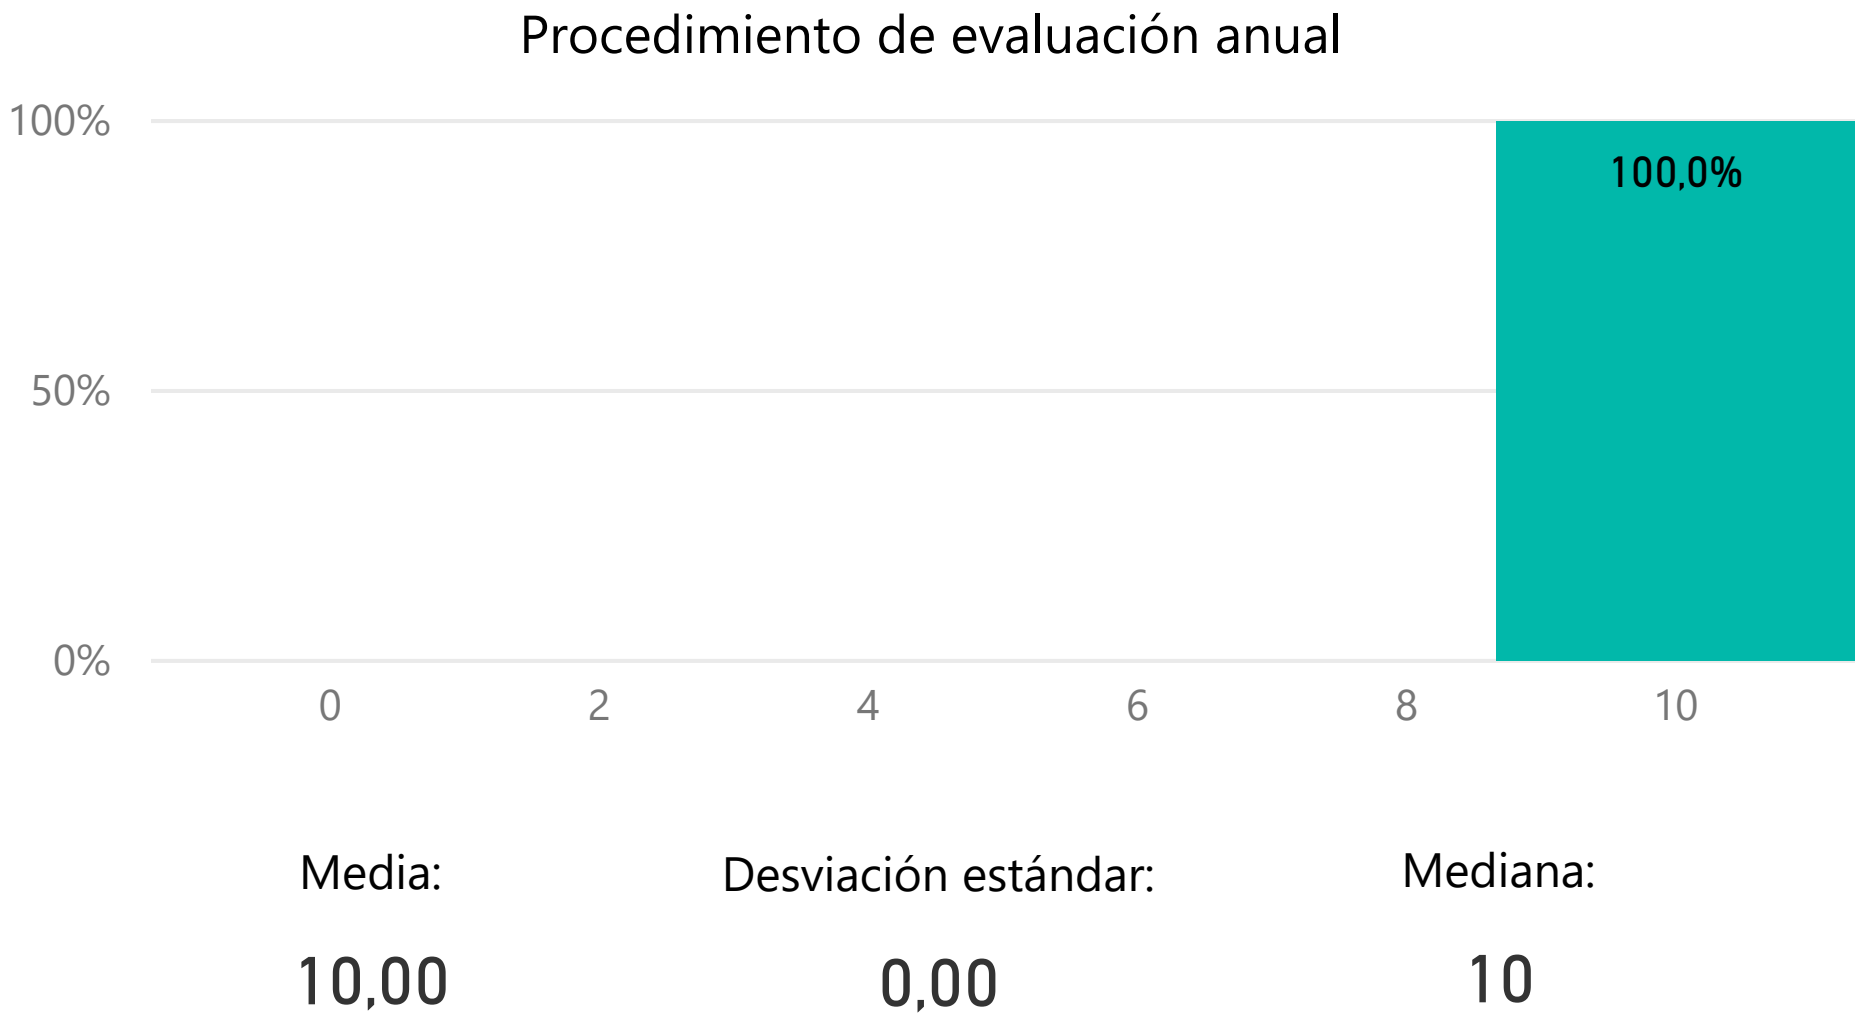 Procedimiento de evaluación anual
100%
100,0%
50%
0%
0 2 4 6 8 10
Media: Desviación estándar: Mediana:
10,00 0,00 10